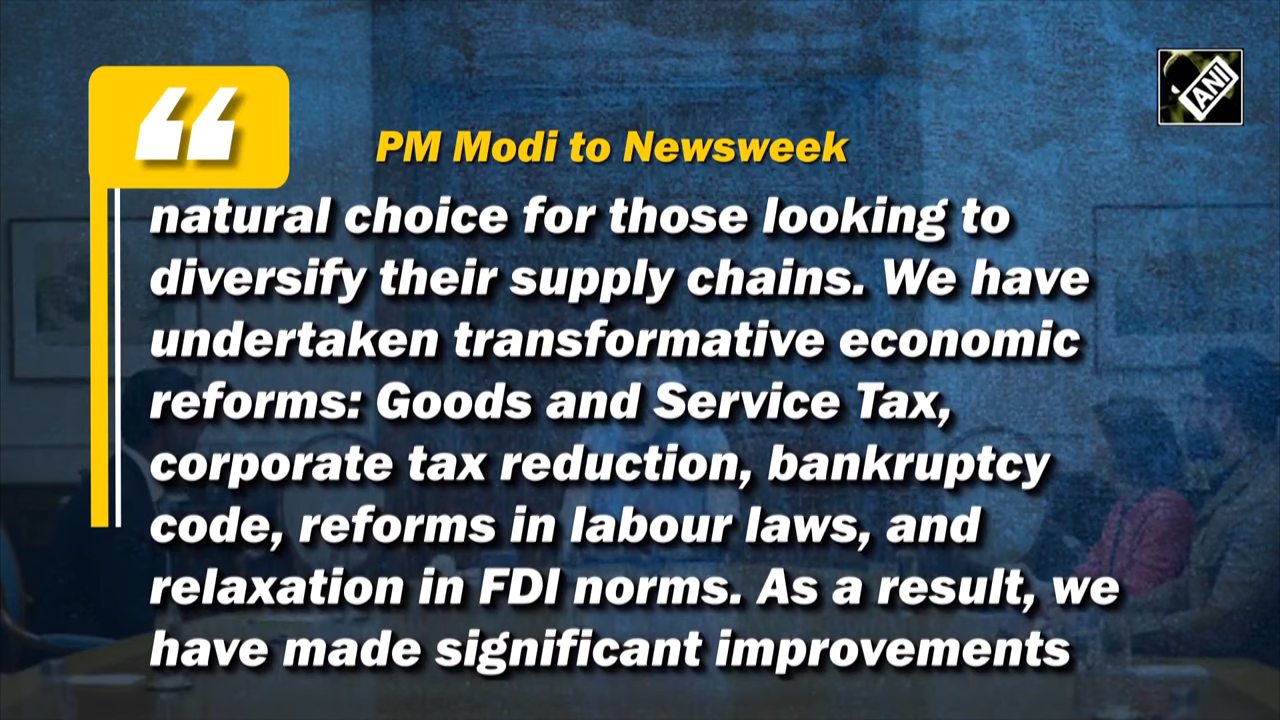 ANI
PM Modi to Newsweek
natural choice for those looking to
diversify their supply chains. We have
undertaken transformative economic
reforms: Goods and Service Tax,
corporate tax reduction, bankruptcy
code, reforms in labour laws, and
relaxation in FDI norms. As a result, we
have made significant improvements